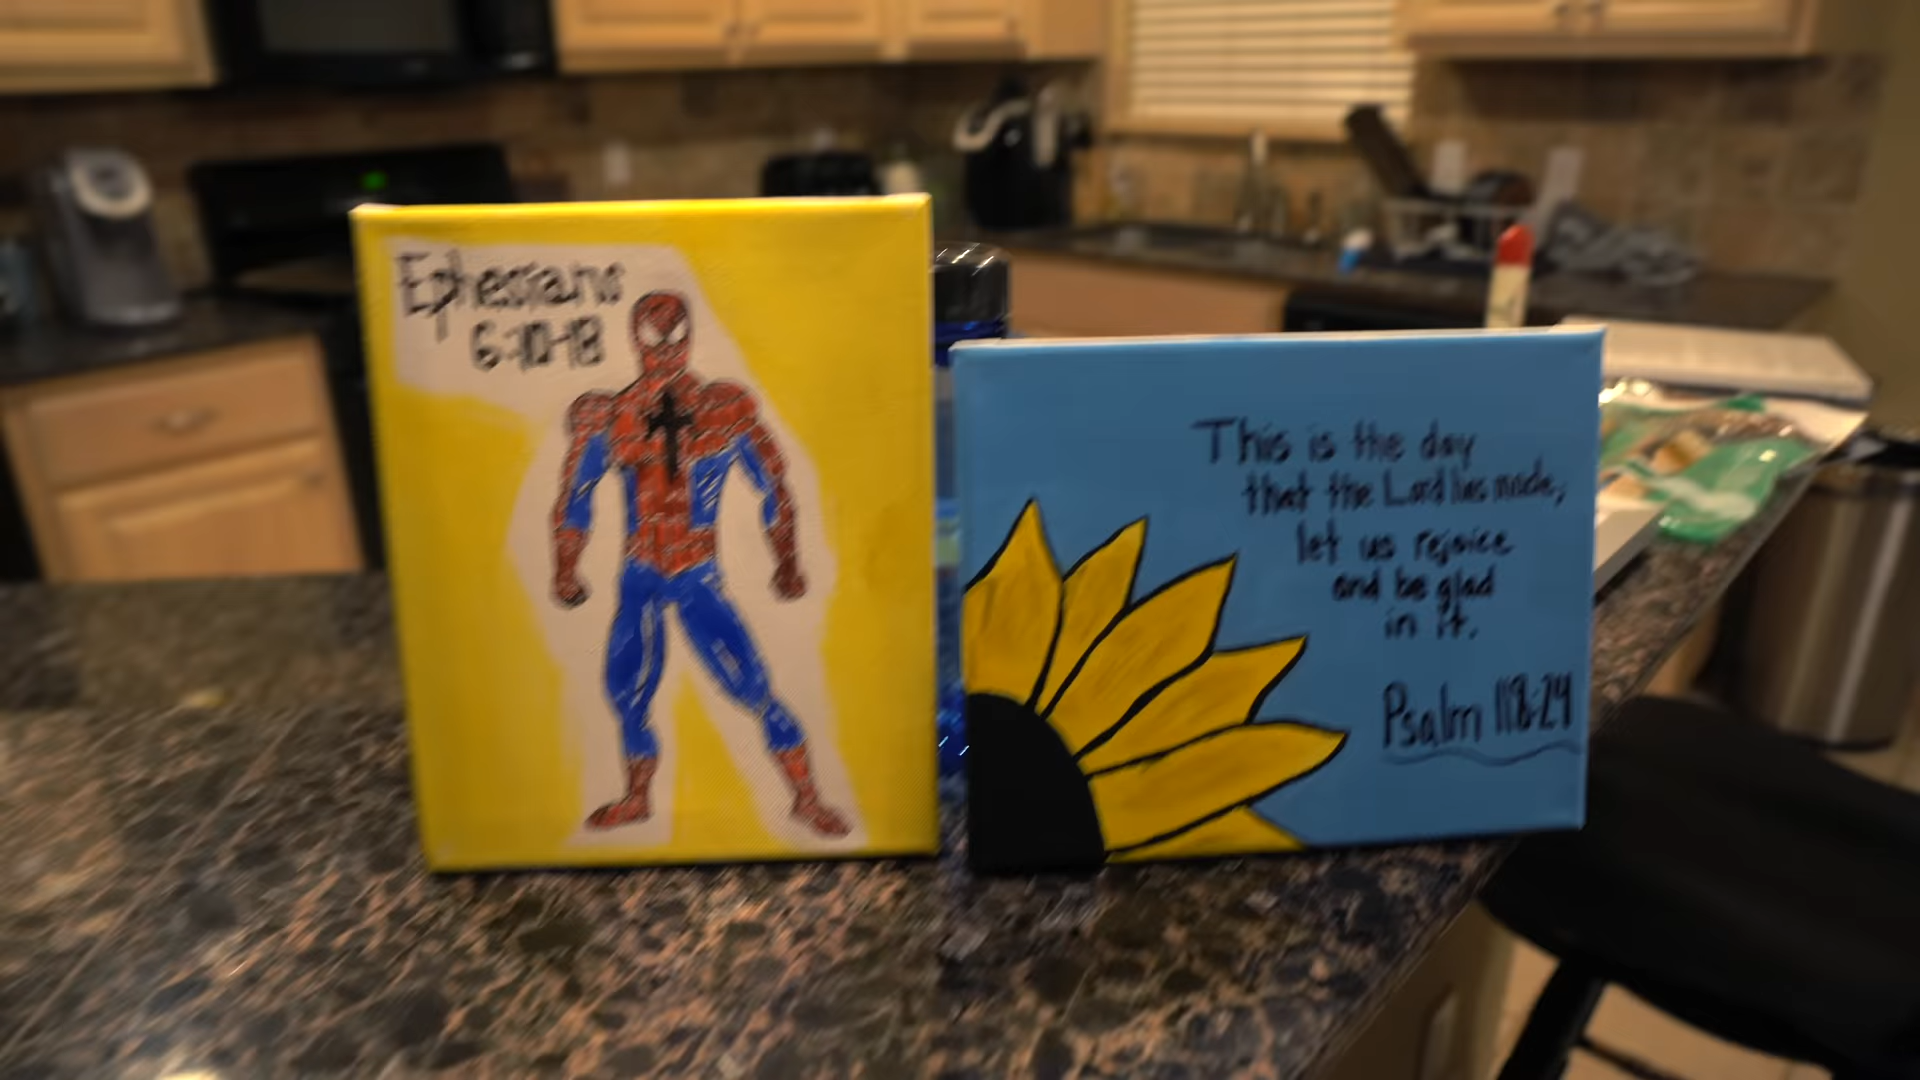 Ephesians
6:10-18
This is the day
that the Lord has made,
let us rejoice
and be glad
in it.
Psalm 118:24